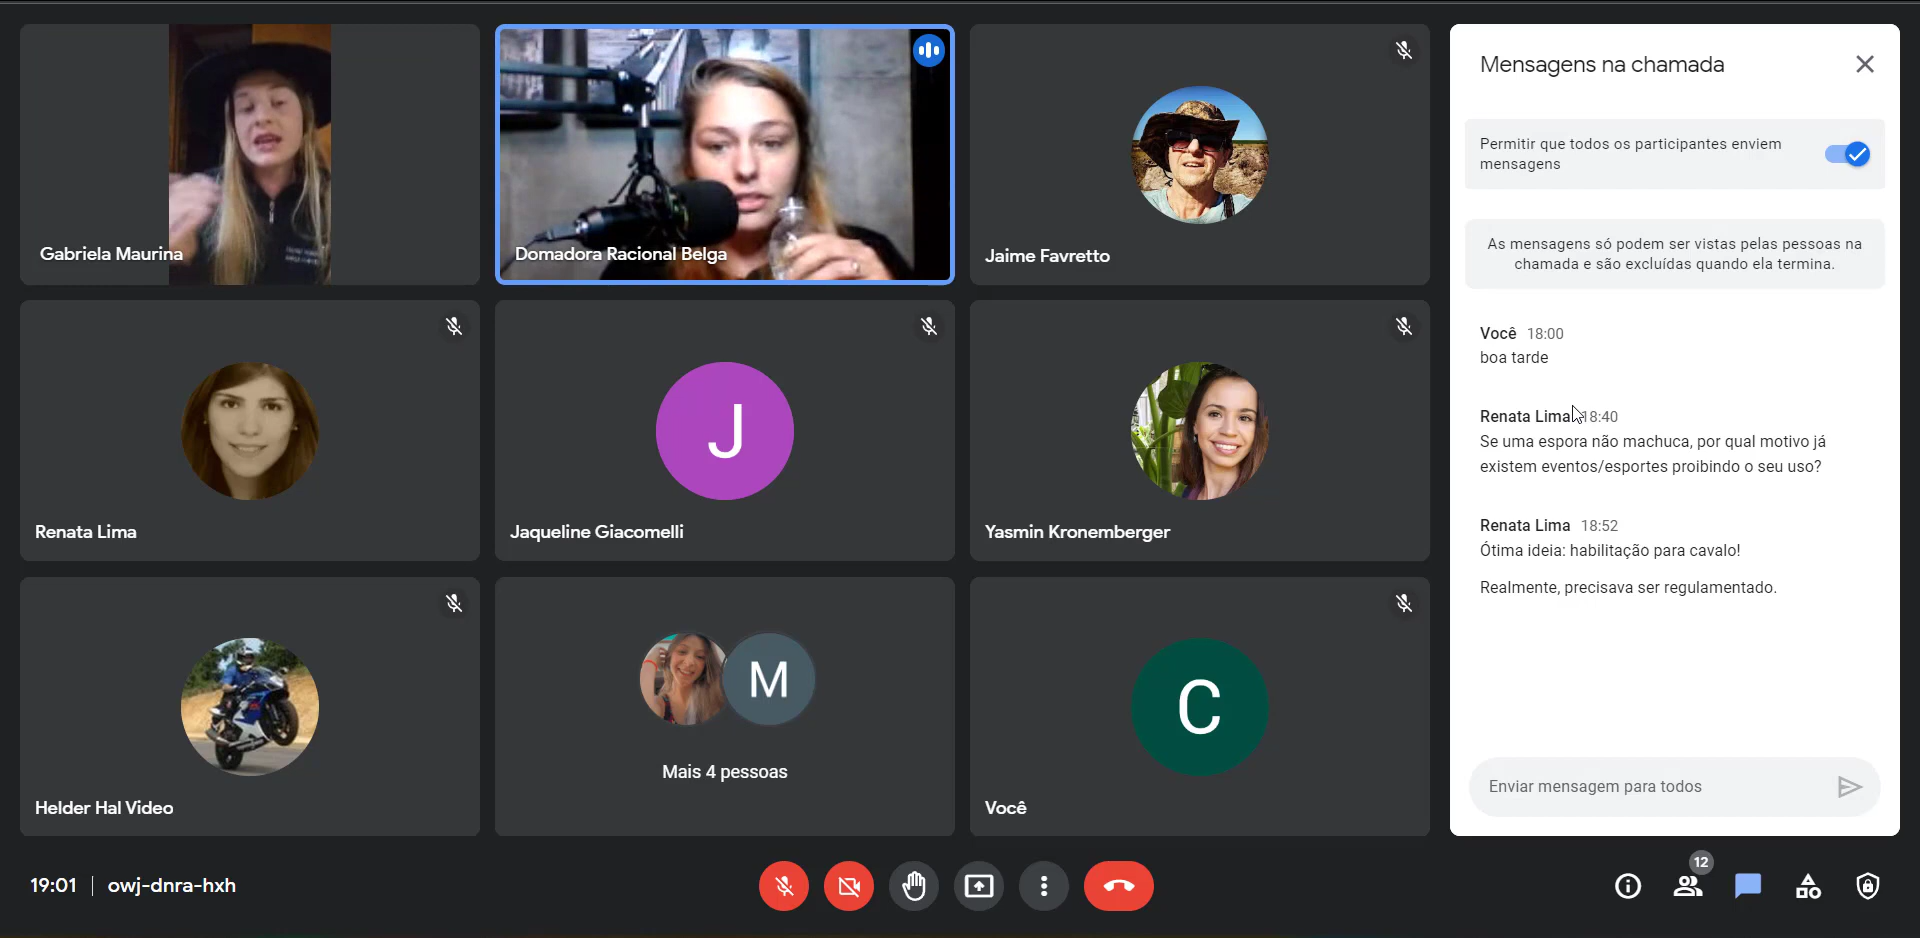 Gabriela Maurina
Domadora Racional Belga
Jaime Favretto
Renata Lima
J
Jaqueline Giacomelli
Yasmin Kronemberger
Helder Hal Video
M
Mais 4 pessoas
C
Você
Mensagens na chamada
Permitir que todos os participantes enviem
mensagens
As mensagens só podem ser vistas pelas pessoas na
chamada e são excluídas quando ela termina.
Você 18:00
boa tarde
Renata Lima 18:40
Se uma espora não machuca, por qual motivo já
existem eventos/esportes proibindo o seu uso?
Renata Lima 18:52
Ótima ideia: habilitação para cavalo!
Realmente, precisava ser regulamentado.
Enviar mensagem para todos
19:01 | owj-dnra-hxh
12